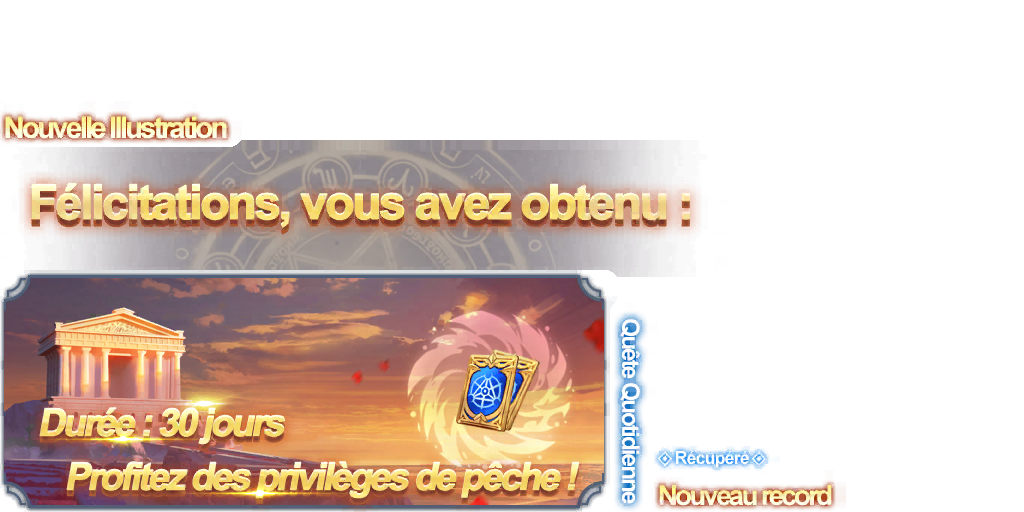 Nouvelle Illustration
Félicitations, vous avez obtenu :
Durée : 30 jours
Profitez des privilèges de pêche !
Quête Quotidienne
Récupéré
Nouveau record